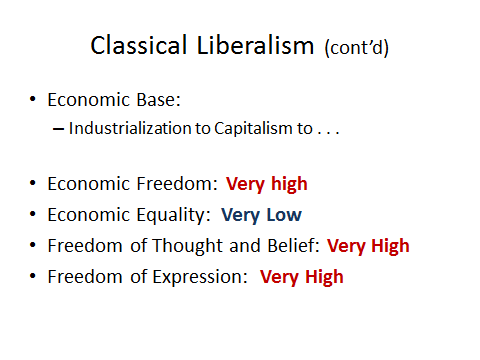 Classical Liberalism (cont’d)
• Economic Base:
– Industrialization to Capitalism to . . .
• Economic Freedom: Very high
• Economic Equality: Very Low
• Freedom of Thought and Belief: Very High
• Freedom of Expression: Very High